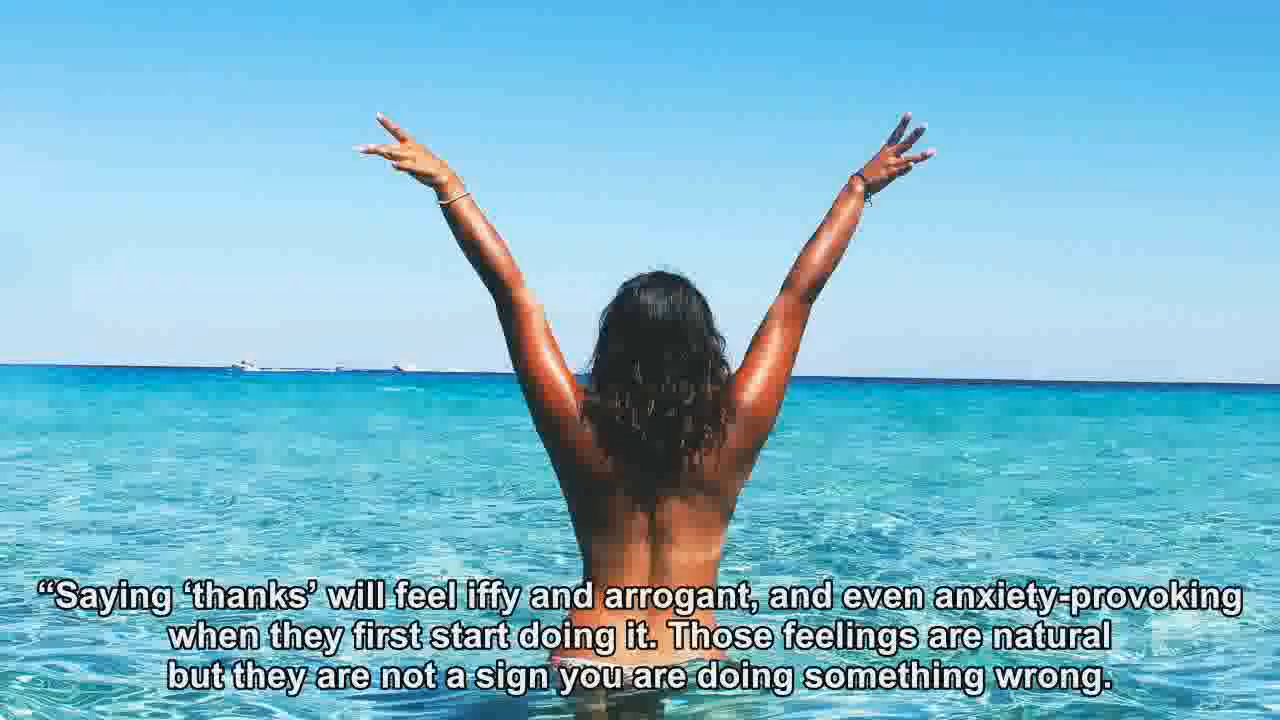 “Saying ‘thanks’ will feel iffy and arrogant, and even anxiety-provoking
when they first start doing it. Those feelings are natural
but they are not a sign you are doing something wrong.